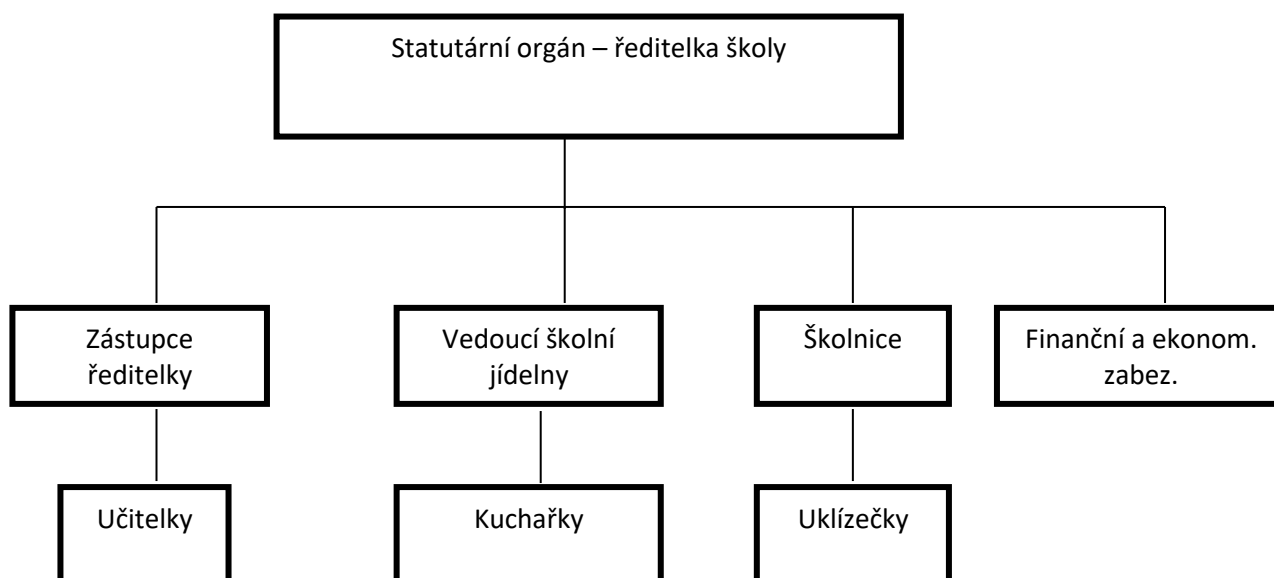 Statutární orgán – ředitelka školy
Zástupce
ředitelky
Vedoucí školní
jídelny
Školnice
Finanční a ekonom.
zabez.
Učitelky
Kuchařky
Uklízečky